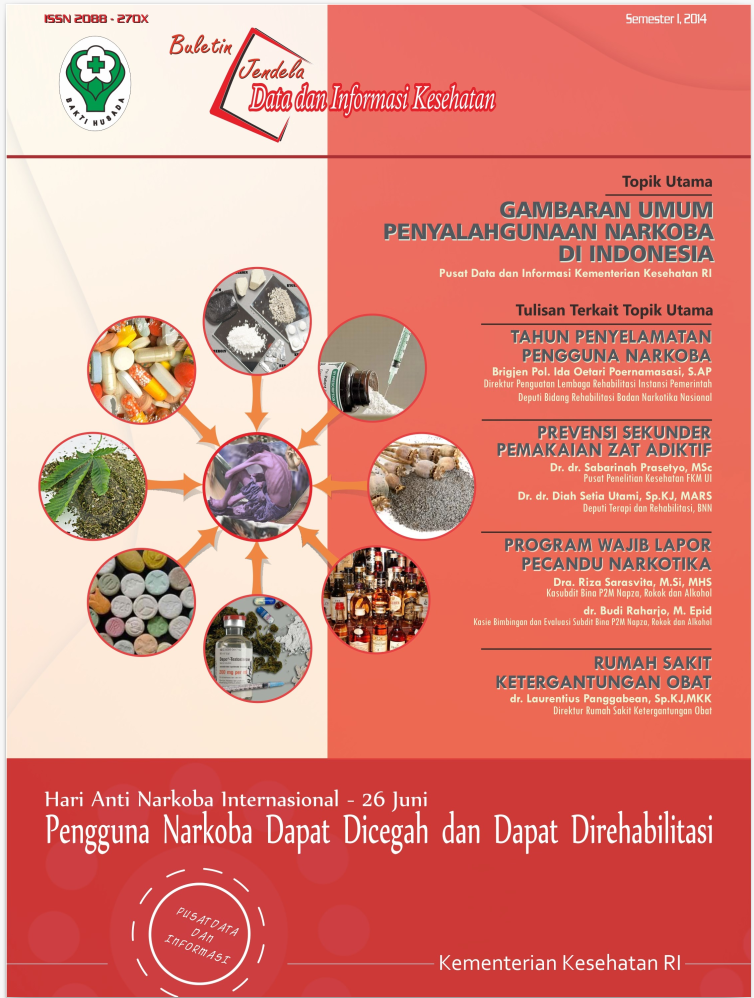 ISSN 2088 - 270X
Semester I, 2014
BAKTI HUSADA
Buletin
Jendela
Data dan Informasi Kesehatan
Topik Utama
GAMBARAN UMUM
PENYALAHGUNAAN NARKOBA
DI INDONESIA
Pusat Data dan Informasi Kementerian Kesehatan RI
Tulisan Terkait Topik Utama
TAHUN PENYELAMATAN
PENGGUNA NARKOBA
Brigjen Pol. Ida Oetari Poernamasasi, S.AP
Direktur Penguatan Lembaga Rehabilitasi Instansi Pemerintah
Deputi Bidang Rehabilitasi Badan Narkotika Nasional
PREVENSI SEKUNDER
PEMAKAIAN ZAT ADIKTIF
Dr. dr. Sabarinah Prasetyo, MSc
Pusat Penelitian Kesehatan FKM UI
Dr. dr. Diah Setia Utami, Sp.KJ, MARS
Deputi Terapi dan Rehabilitasi, BNN
PROGRAM WAJIB LAPOR
PECANDU NARKOTIKA
Dra. Riza Sarasvita, M.Si, MHS
Kasubdit Bina P2M Napza, Rokok dan Alkohol
dr. Budi Raharjo, M. Epid
Kasie Bimbingan dan Evaluasi Subdit Bina P2M Napza, Rokok dan Alkohol
RUMAH SAKIT
KETERGANTUNGAN OBAT
dr. Laurentius Panggabean, Sp.KJ,MKK
Direktur Rumah Sakit Ketergantungan Obat
Hari Anti Narkoba Internasional - 26 Juni
Pengguna Narkoba Dapat Dicegah dan Dapat Direhabilitasi
PUSAT DATA
DAN
INFORMASI
Kementerian Kesehatan RI